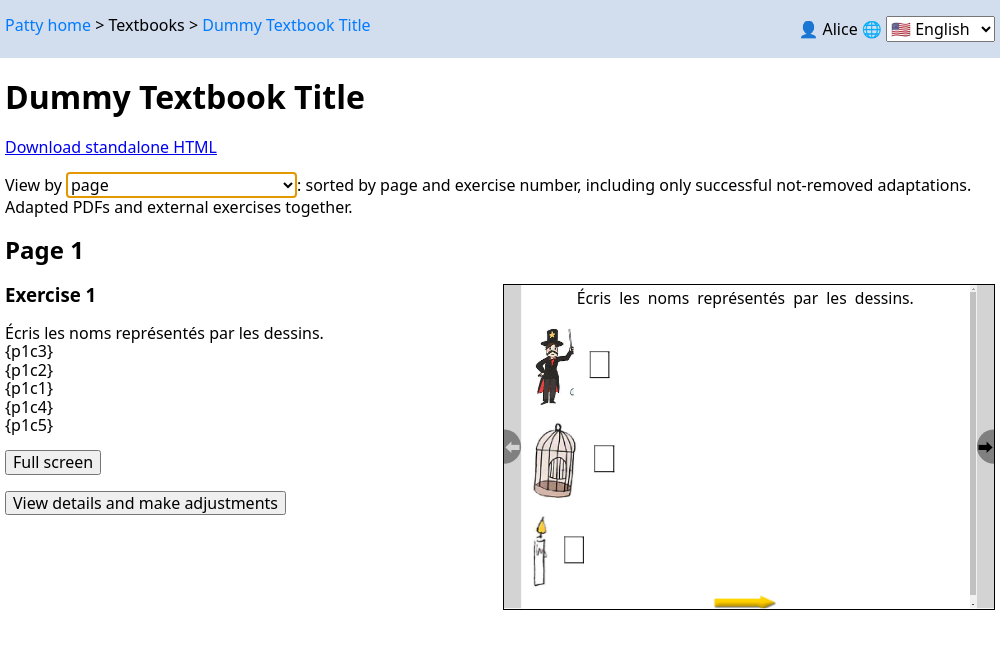 Patty home > Textbooks > Dummy Textbook Title
👤 Alice 🌐 🇺🇸 English
Dummy Textbook Title
Download standalone HTML
View by page : sorted by page and exercise number, including only successful not-removed adaptations.
Adapted PDFs and external exercises together.
Page 1
Exercise 1
Écris les noms représentés par les dessins.
{p1c3}
{p1c2}
{p1c1}
{p1c4}
{p1c5}
Full screen
View details and make adjustments
Écris les noms représentés par les dessins.